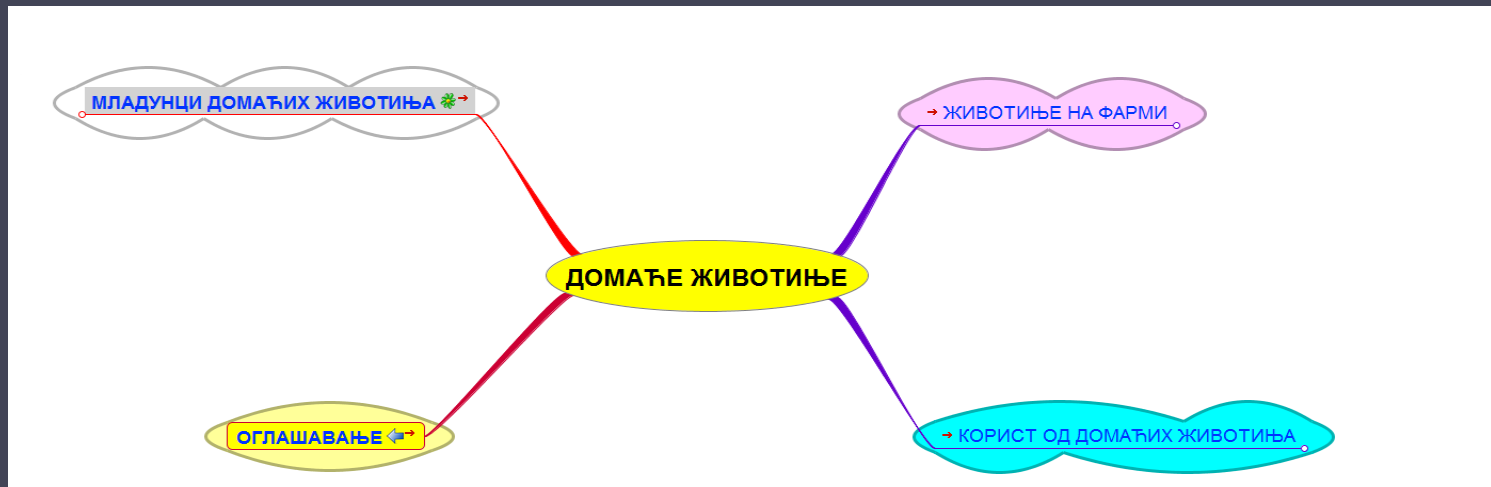 МЛАДУНЦИ ДОМАЋИХ ЖИВОТИЊА
ЖИВОТИЊЕ НА ФАРМИ
ДОМАЋЕ ЖИВОТИЊЕ
ОГЛАШАВАЊЕ
КОРИСТ ОД ДОМАЋИХ ЖИВОТИЊА